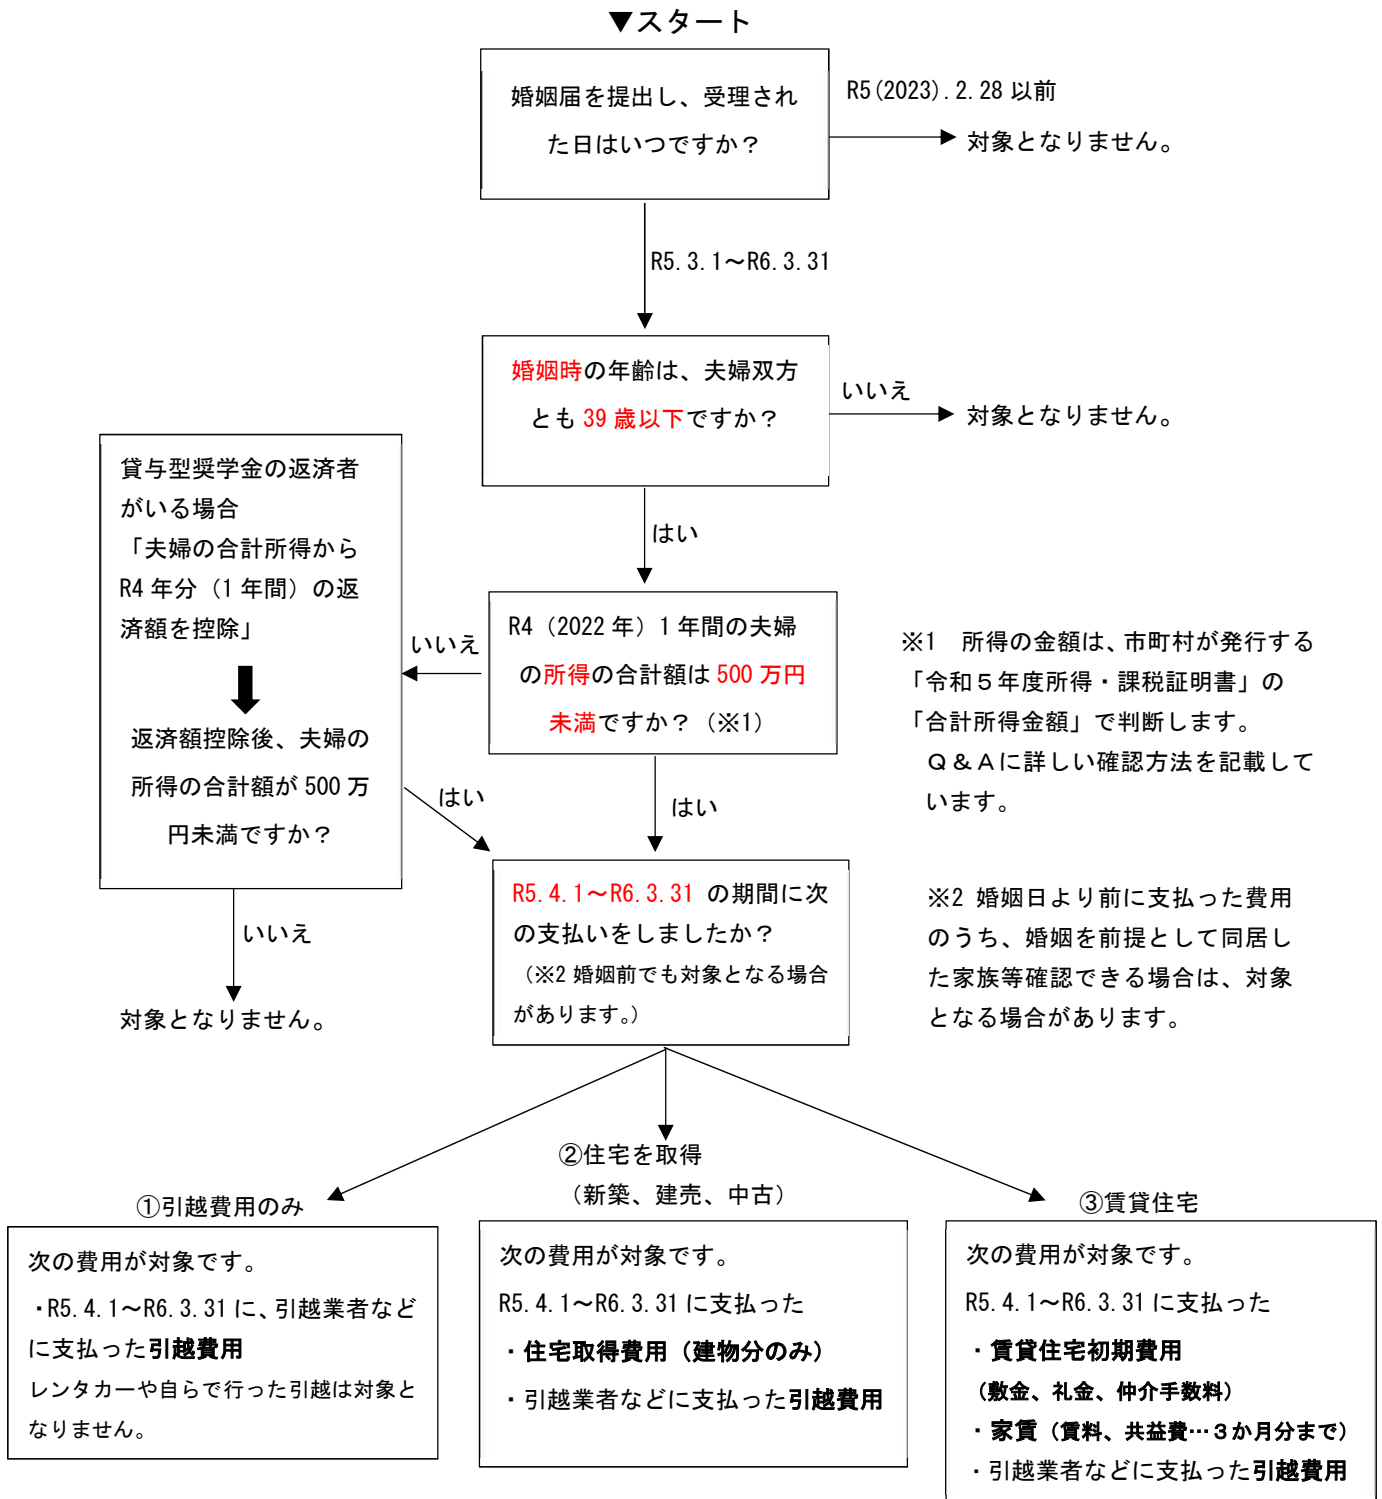 ▼スタート
婚姻届を提出し、受理され
た日はいつですか？
R5(2023).2.28 以前
対象となりません。
R5.3.1～R6.3.31
婚姻時の年齢は、夫婦双方
とも 39 歳以下ですか？
いいえ
対象となりません。
はい
貸与型奨学金の返済者
がいる場合
「夫婦の合計所得から
R4 年分（1 年間）の返
済額を控除」
返済額控除後、夫婦の
所得の合計額が 500 万
円未満ですか？
いいえ
R4（2022 年）1 年間の夫婦
の所得の合計額は 500 万円
未満ですか？（※1）
※1　所得の金額は、市町村が発行する
「令和５年度所得・課税証明書」の
「合計所得金額」で判断します。
Ｑ＆Ａに詳しい確認方法を記載して
います。
はい
はい
いいえ
対象となりません。
R5.4.1～R6.3.31 の期間に次
の支払いをしましたか？
（※2 婚姻前でも対象となる場合
があります。）
※2 婚姻日より前に支払った費用
のうち、婚姻を前提として同居し
た家族等確認できる場合は、対象
となる場合があります。
①引越費用のみ
次の費用が対象です。
・R5.4.1～R6.3.31 に、引越業者など
に支払った引越費用
レンタカーや自らで行った引越は対象と
なりません。
②住宅を取得
（新築、建売、中古）
次の費用が対象です。
R5.4.1～R6.3.31 に支払った
・住宅取得費用（建物分のみ）
・引越業者などに支払った引越費用
③賃貸住宅
次の費用が対象です。
R5.4.1～R6.3.31 に支払った
・賃貸住宅初期費用
（敷金、礼金、仲介手数料）
・家賃（賃料、共益費…３か月分まで）
・引越業者などに支払った引越費用